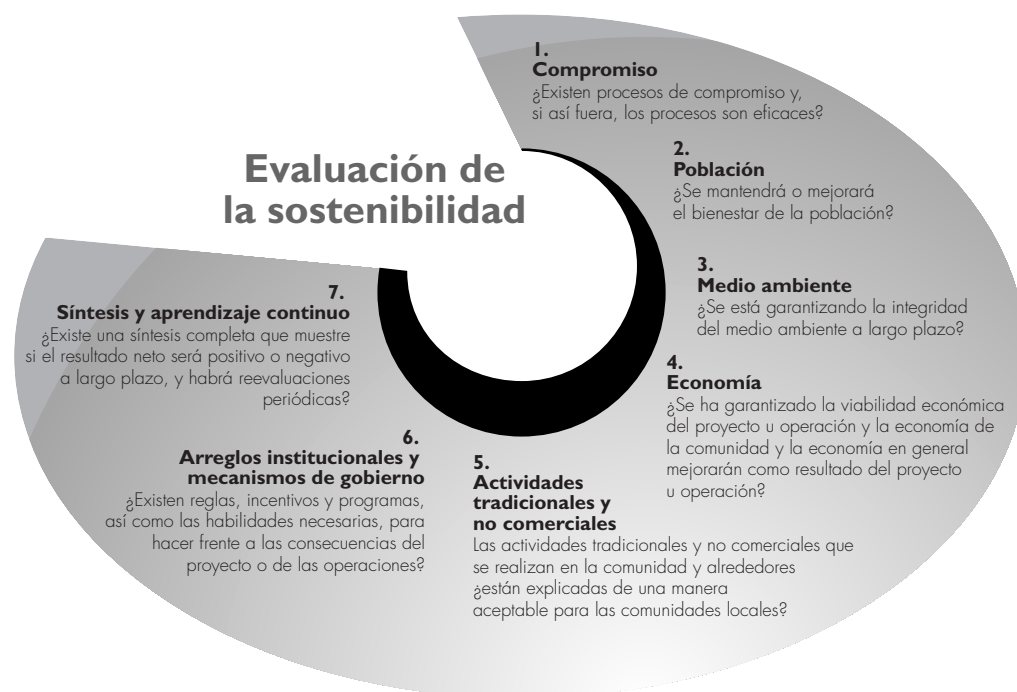 Evaluación de
la sostenibilidad
1.
Compromiso
¿Existen procesos de compromiso y,
si así fuera, los procesos son eficaces?
2.
Población
¿Se mantendrá o mejorará
el bienestar de la población?
3.
Medio ambiente
¿Se está garantizando la integridad
del medio ambiente a largo plazo?
4.
Economía
¿Se ha garantizado la viabilidad económica
del proyecto u operación y la economía de
la comunidad y la economía en general
mejorarán como resultado del proyecto
u operación?
5.
Actividades
tradicionales y
no comerciales
Las actividades tradicionales y no comerciales que
se realizan en la comunidad y alrededores
¿están explicadas de una manera
aceptable para las comunidades locales?
6.
Arreglos institucionales y
mecanismos de gobierno
¿Existen reglas, incentivos y programas,
así como las habilidades necesarias, para
hacer frente a las consecuencias del
proyecto o de las operaciones?
7.
Síntesis y aprendizaje continuo
¿Existe una síntesis completa que muestre
si el resultado neto será positivo o negativo
a largo plazo, y habrá reevaluaciones
periódicas?